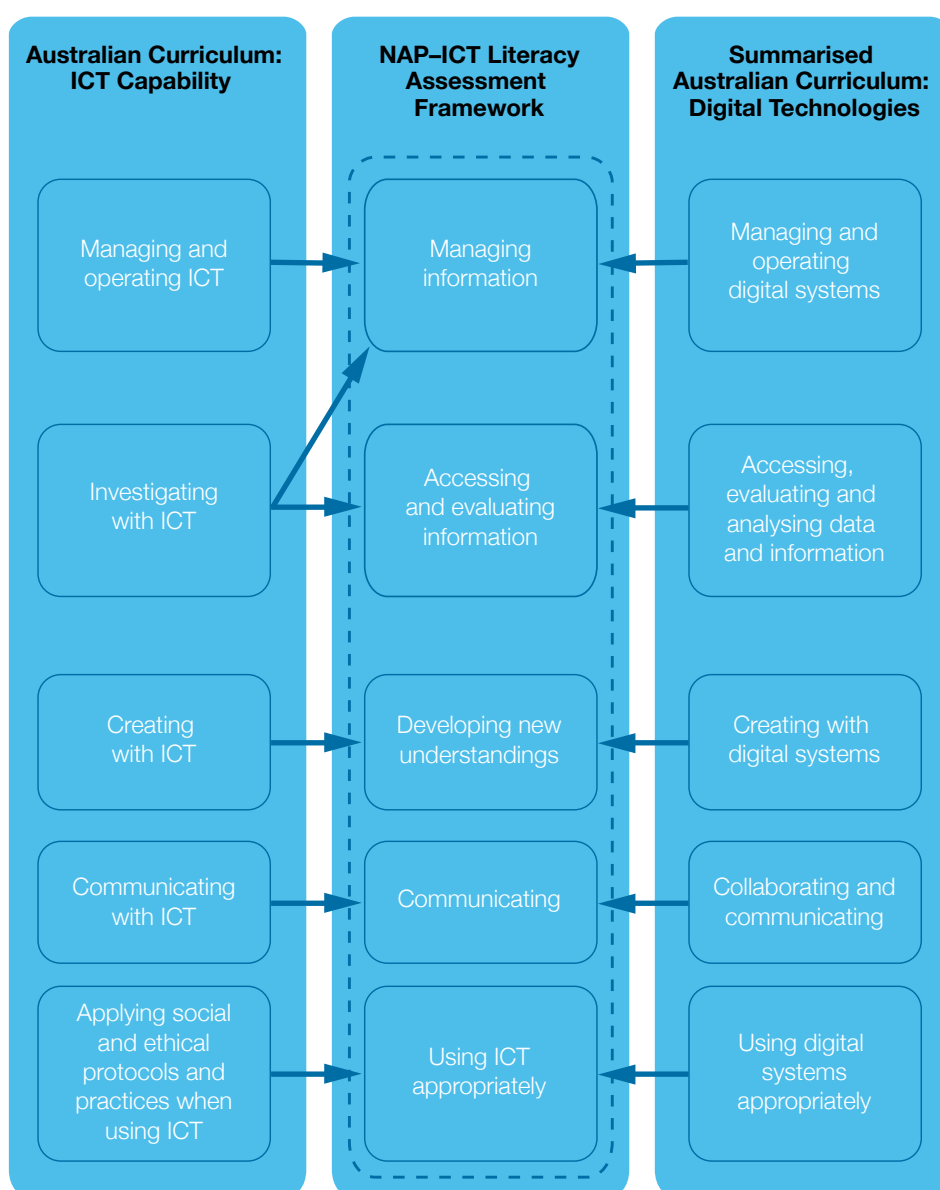 Australian Curriculum:
ICT Capability
NAP–ICT Literacy
Assessment
Framework
Summarised
Australian Curriculum:
Digital Technologies
Managing and
operating ICT
Managing
information
Managing and
operating
digital systems
Investigating
with ICT
Accessing
and evaluating
information
Accessing,
evaluating and
analysing data
and information
Creating
with ICT
Developing new
understandings
Creating with
digital systems
Communicating
with ICT
Communicating
Collaborating and
communicating
Applying social
and ethical
protocols and
practices when
using ICT
Using ICT
appropriately
Using digital
systems
appropriately